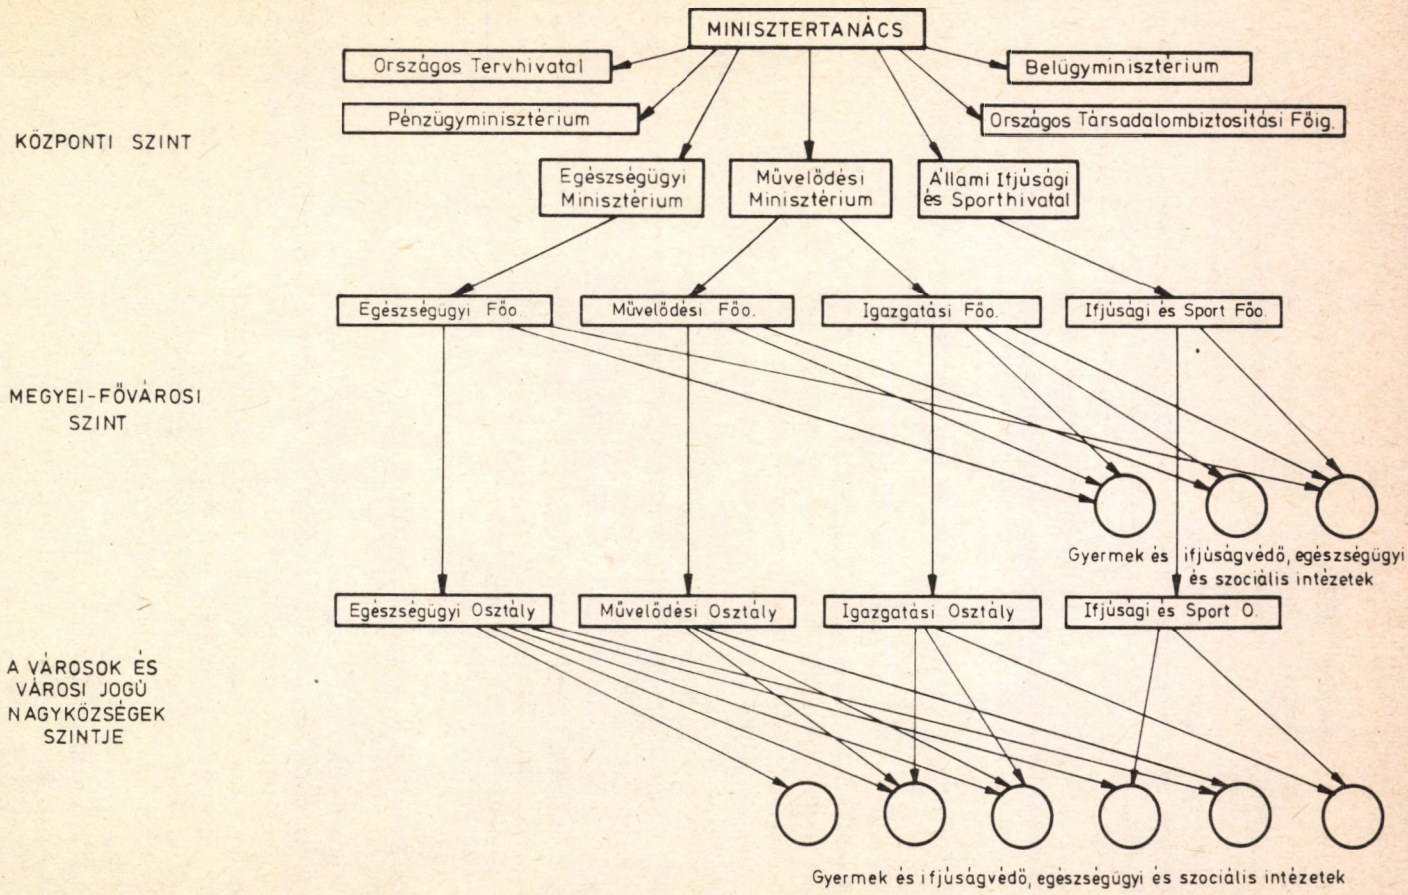 MINISZTERTANÁCS
Országos Tervhivatal
Belügyminisztérium
Pénzügyminisztérium
Országos Társadalombiztosítási Főig.
KÖZPONTI SZINT
Egészségügyi
Minisztérium
Művelődési
Minisztérium
Állami Ifjúsági
és Sporthivatal
Egészségügyi Főo.
Művelődési Főo.
Igazgatási Főo.
Ifjúsági és Sport Főo.
MEGYEI-FŐVÁROSI
SZINT
Gyermek és ifjúságvédő, egészségügyi
és szociális intézetek
Egészségügyi Osztály
Művelődési Osztály
Igazgatási Osztály
Ifjúsági és Sport O.
A VÁROSOK ÉS
VÁROSI JOGÚ
NAGYKÖZSÉGEK
SZINTJE
Gyermek és ifjúságvédő, egészségügyi és szociális intézetek